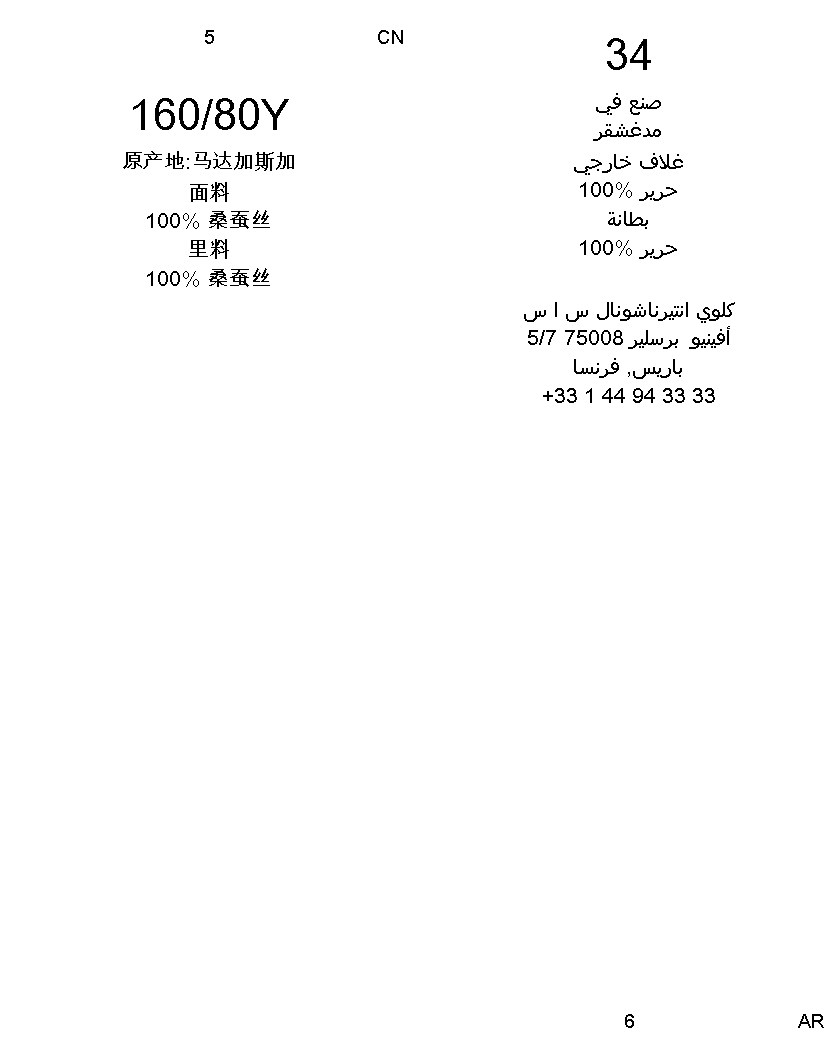 5
CN
160/80Y
原产地:马达加斯加
面料
100% 桑蚕丝
里料
100% 桑蚕丝
34
صنع في
مدغشقر
غلاف خارجي
100% حرير
بطانة
100% حرير
كلوي انتيرناشونال س ا س
5/7 أفينيو برسلير 75008
باريس, فرنسا
+33 1 44 94 33 33
6
AR